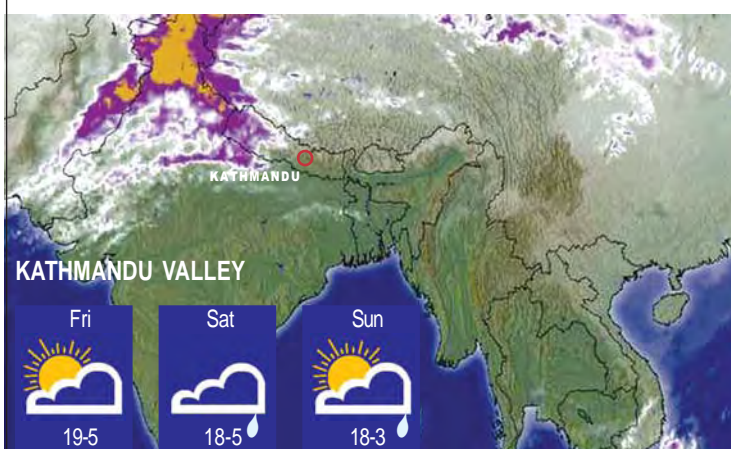 KATHMANDU
KATHMANDU VALLEY
Fri
Sat
Sun
19-5
18-5
18-3